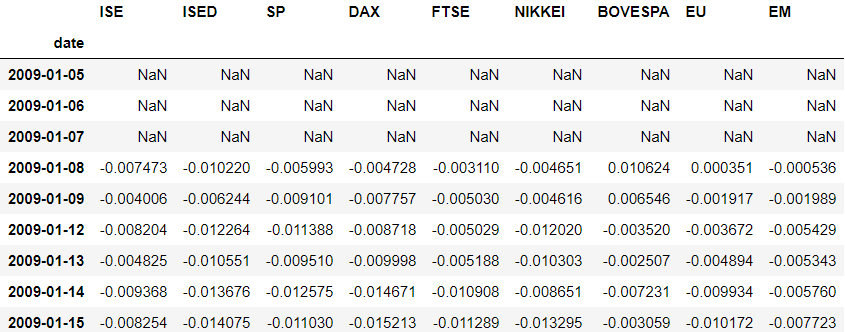 ISE ISED SP DAX FTSE NIKKEI BOVESPA EU EM
date
2009-01-05 NaN NaN NaN NaN NaN NaN NaN NaN NaN
2009-01-06 NaN NaN NaN NaN NaN NaN NaN NaN NaN
2009-01-07 NaN NaN NaN NaN NaN NaN NaN NaN NaN
2009-01-08 -0.007473 -0.010220 -0.005993 -0.004728 -0.003110 -0.004651 0.010624 0.000351 -0.000536
2009-01-09 -0.004006 -0.006244 -0.009101 -0.007757 -0.005030 -0.004616 0.006546 -0.001917 -0.001989
2009-01-12 -0.008204 -0.012264 -0.011388 -0.008718 -0.005029 -0.012020 -0.003520 -0.003672 -0.005429
2009-01-13 -0.004825 -0.010551 -0.009510 -0.009998 -0.005188 -0.010303 -0.002507 -0.004894 -0.005343
2009-01-14 -0.009368 -0.013676 -0.012575 -0.014671 -0.010908 -0.008651 -0.007231 -0.009934 -0.005760
2009-01-15 -0.008254 -0.014075 -0.011030 -0.015213 -0.011289 -0.013295 -0.003059 -0.010172 -0.007723